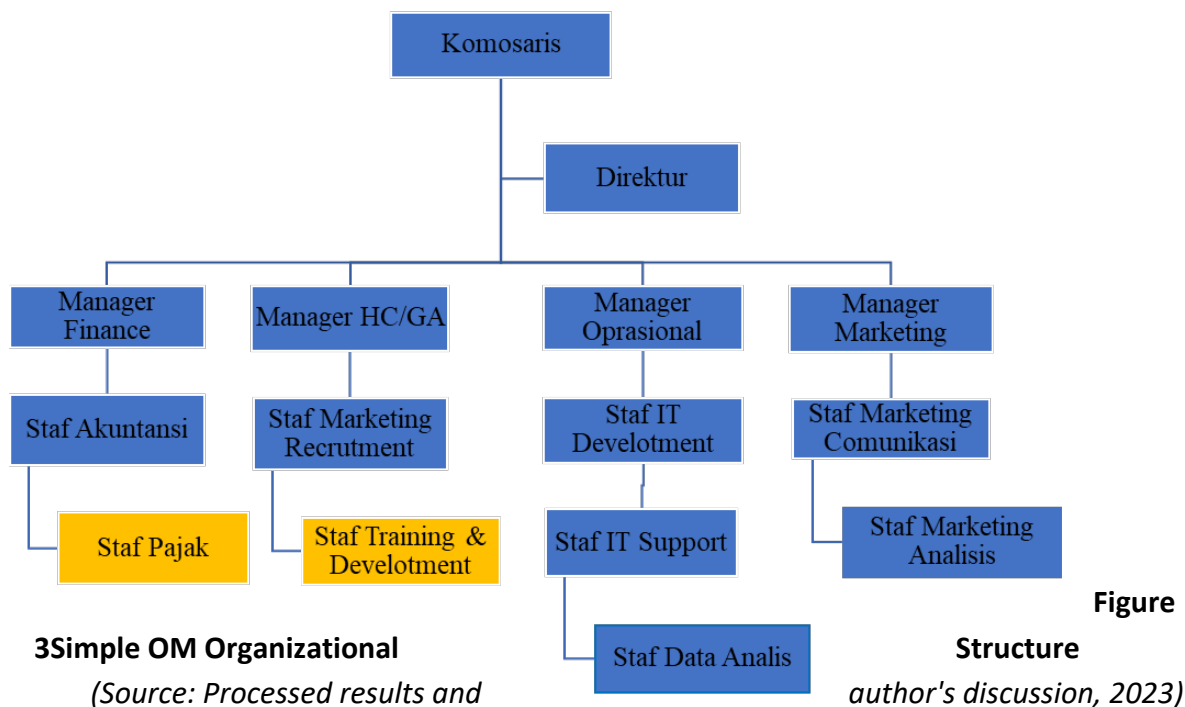 Komosaris
Direktur
Manager
Finance
Manager HC/GA
Manager
Oprasional
Manager
Marketing
Staf Akuntansi
Staf Marketing
Recrutment
Staf IT
Develotment
Staf Marketing
Comunikasi
Staf Pajak
Staf Training &
Develotment
Staf IT Support
Staf Marketing
Analisis
Staf Data Analis
Figure
3Simple OM Organizational Structure
(Source: Processed results and author's discussion, 2023)